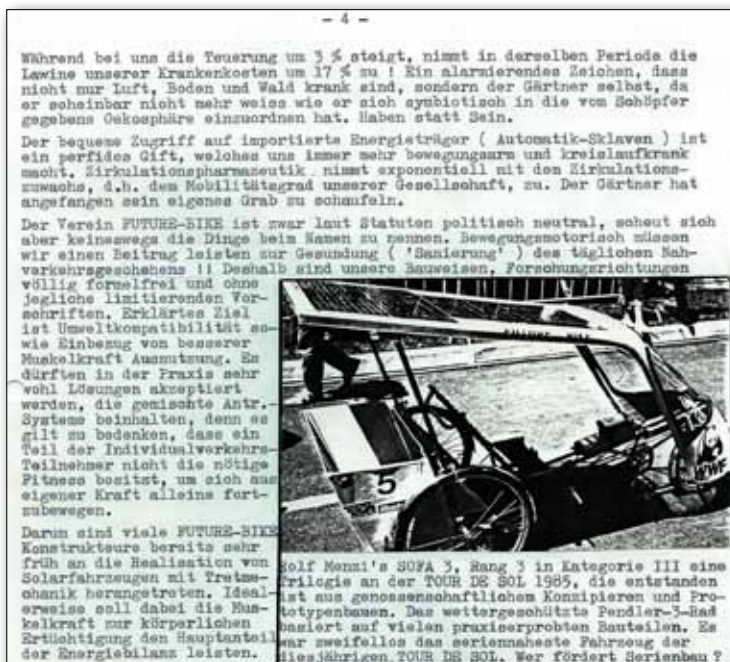 - 4 -
Während bei uns die Teuerung um 3 % steigt, nimmt in derselben Periode die
Lawine unserer Krankenkosten um 17 % zu ! Ein alarmierendes Zeichen, dass
nicht nur Luft, Boden und Wald krank sind, sondern der Gärtner selbst, da
er scheinbar nicht mehr weiss wie er sich symbiotisch in die vom Schöpfer
gegebene Oekosphäre einzuordnen hat. Haben statt Sein.
Der bequeme Zugriff auf importierte Energieträger ( Automatik-Sklaven ) ist
ein perfides Gift, welches uns immer mehr bewegungsarm und kreislaufkrank
macht. Zirkulationspharmazeutik nimmt exponentiell mit dem Zirkulations-
zuwachs, d.h. dem Mobilitätsgrad unserer Gesellschaft, zu. Der Gärtner hat
angefangen sein eigenes Grab zu schaufeln.
Der Verein FUTURE-BIKE ist zwar laut Statuten politisch neutral, scheut sich
aber keineswegs die Dinge beim Namen zu nennen. Bewegungsmotorisch müssen
wir einen Beitrag leisten zur Gesundung ( 'Sanierung' ) des täglichen Nah-
verkehrsgeschehens !! Deshalb sind unsere Bauweisen, Forschungsrichtungen
völlig formelfrei und ohne
jegliche limitierenden Vor-
schriften. Erklärtes Ziel
ist Umweltkompatibilität so-
wie Einbezug von besserer
Muskelkraft Ausnutzung. Es
dürften in der Praxis sehr
wohl Lösungen akzeptiert
werden, die gemischte Antr.-
Systeme beinhalten, denn es
gilt zu bedenken, dass ein
Teil der Individualverkehrs-
Teilnehmer nicht die nötige
Fitness besitzt, um sich aus
eigener Kraft alleine fort-
zubewegen.
Darum sind viele FUTURE-BIKE
Konstrukteure bereits sehr
früh an die Realisation von
Solarfahrzeugen mit Tretme-
chanik herangetreten. Ideal-
erweise soll dabei die Mus-
kelkraft zur körperlichen
Ertüchtigung den Hauptanteil
der Energiebilanz leisten.
FUTURE BIKE
5
WWF
Rolf Menzi's SOFA 3, Rang 3 in Kategorie III eine
Trilogie an der TOUR DE SOL 1985, die entstanden
ist aus genossenschaftlichem Konzipieren und Pro-
totypenbauen. Das wettergeschützte Pendler-3-Rad
basiert auf vielen praxiserprobten Bauteilen. Es
war zweifellos das seriennaheste Fahrzeug der
diesjährigen TOUR DE SOL. Wer fördert Serienbau ?